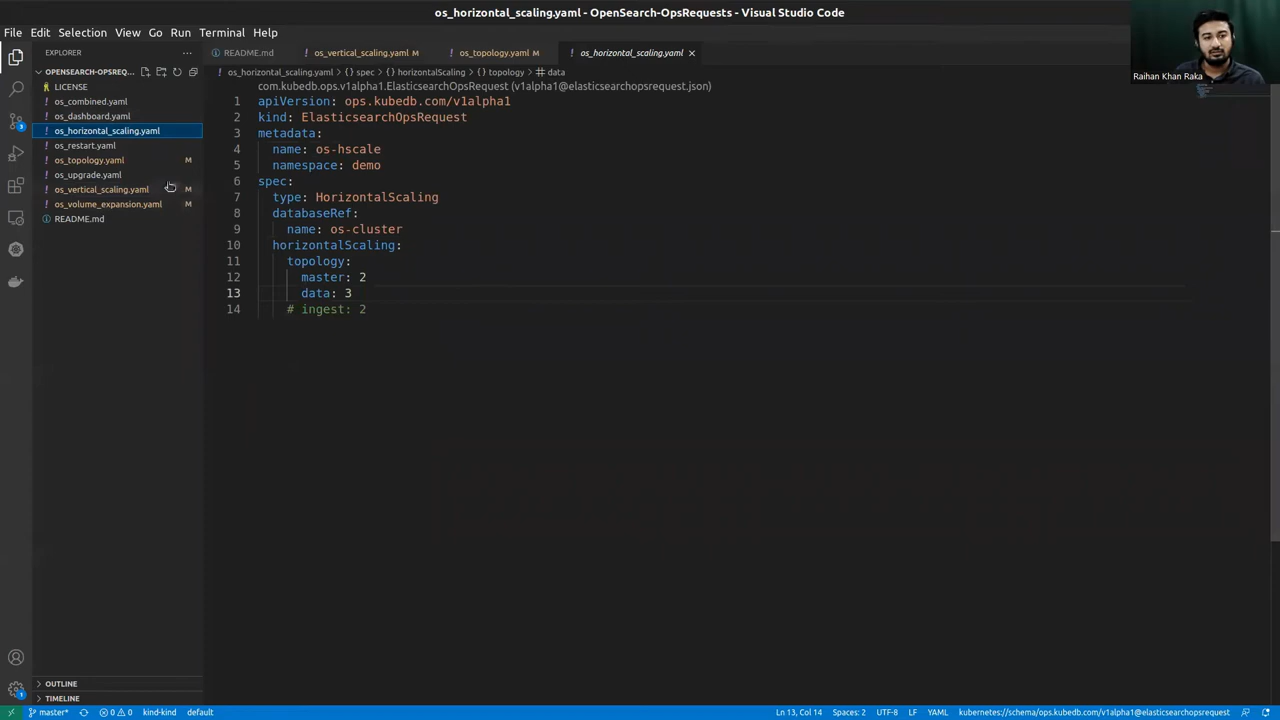 os_horizontal_scaling.yaml - OpenSearch-OpsRequests - Visual Studio Code
File Edit Selection View Go Run Terminal Help
Raihan Khan Raka
EXPLORER
OPENSEARCH-OPSREQ...
LICENSE
! os_combined.yaml
! os_dashboard.yaml
! os_horizontal_scaling.yaml
! os_restart.yaml
! os_topology.yaml M
! os_upgrade.yaml
! os_vertical_scaling.yaml M
! os_volume_expansion.yaml M
README.md
OUTLINE
TIMELINE
README.md ! os_vertical_scaling.yaml M ! os_topology.yaml M ! os_horizontal_scaling.yaml
! os_horizontal_scaling.yaml > {} spec > {} horizontalScaling > {} topology > # data
com.kubedb.ops.v1alpha1.ElasticsearchOpsRequest (v1alpha1@elasticsearchopsrequest.json)
1 apiVersion: ops.kubedb.com/v1alpha1
2 kind: ElasticsearchOpsRequest
3 metadata:
4 name: os-hscale
5 namespace: demo
6 spec:
7 type: HorizontalScaling
8 databaseRef:
9 name: os-cluster
10 horizontalScaling:
11 topology:
12 master: 2
13 data: 3
14 # ingest: 2
3
1
master* 0 0 kind-kind default Ln 13, Col 14 Spaces: 2 UTF-8 LF YAML kubernetes://schema/ops.kubedb.com/v1alpha1@elasticsearchopsrequest